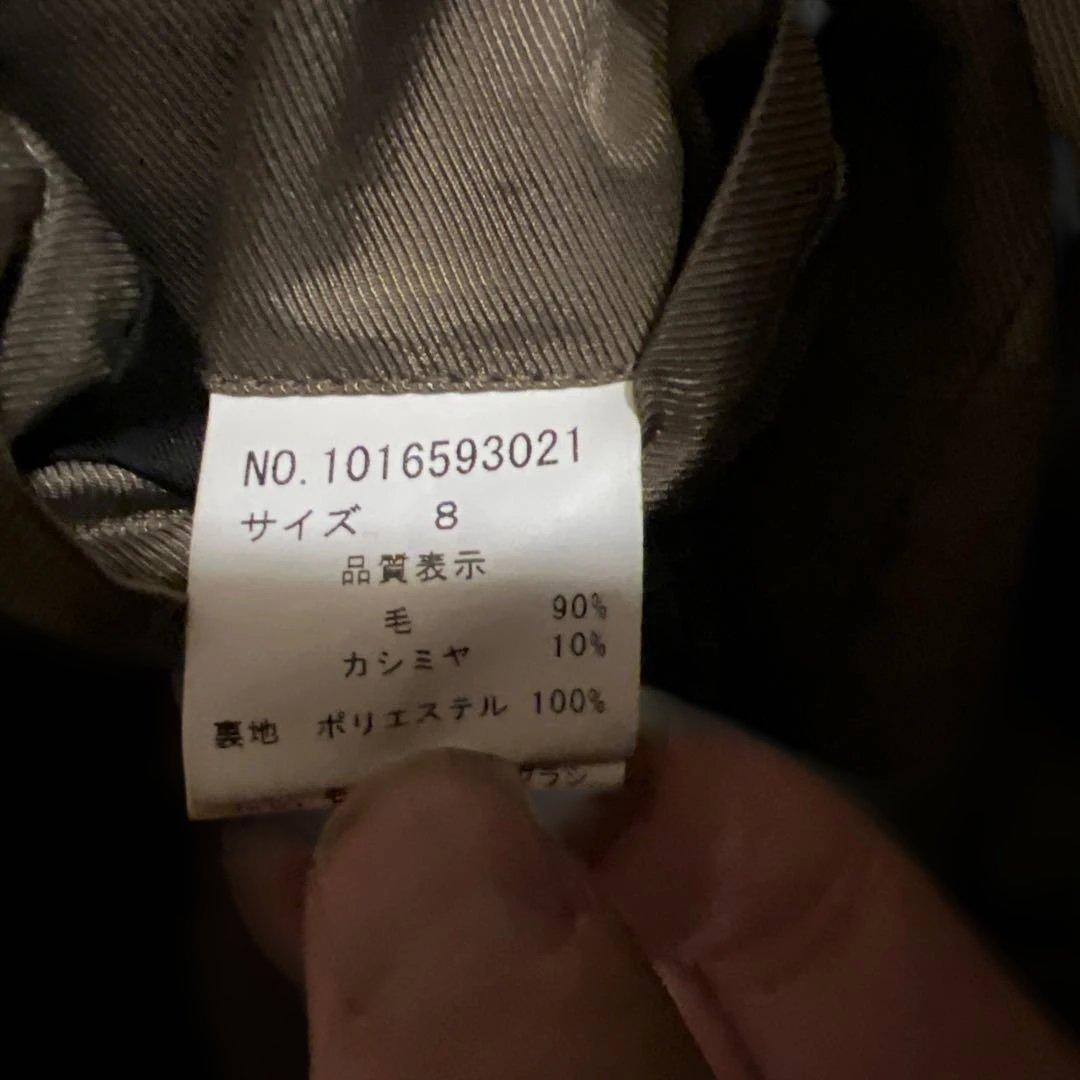 NO.1016593021
サイズ 8
品質表示
毛 90%
カシミヤ 10%
裏地 ポリエステル 100%